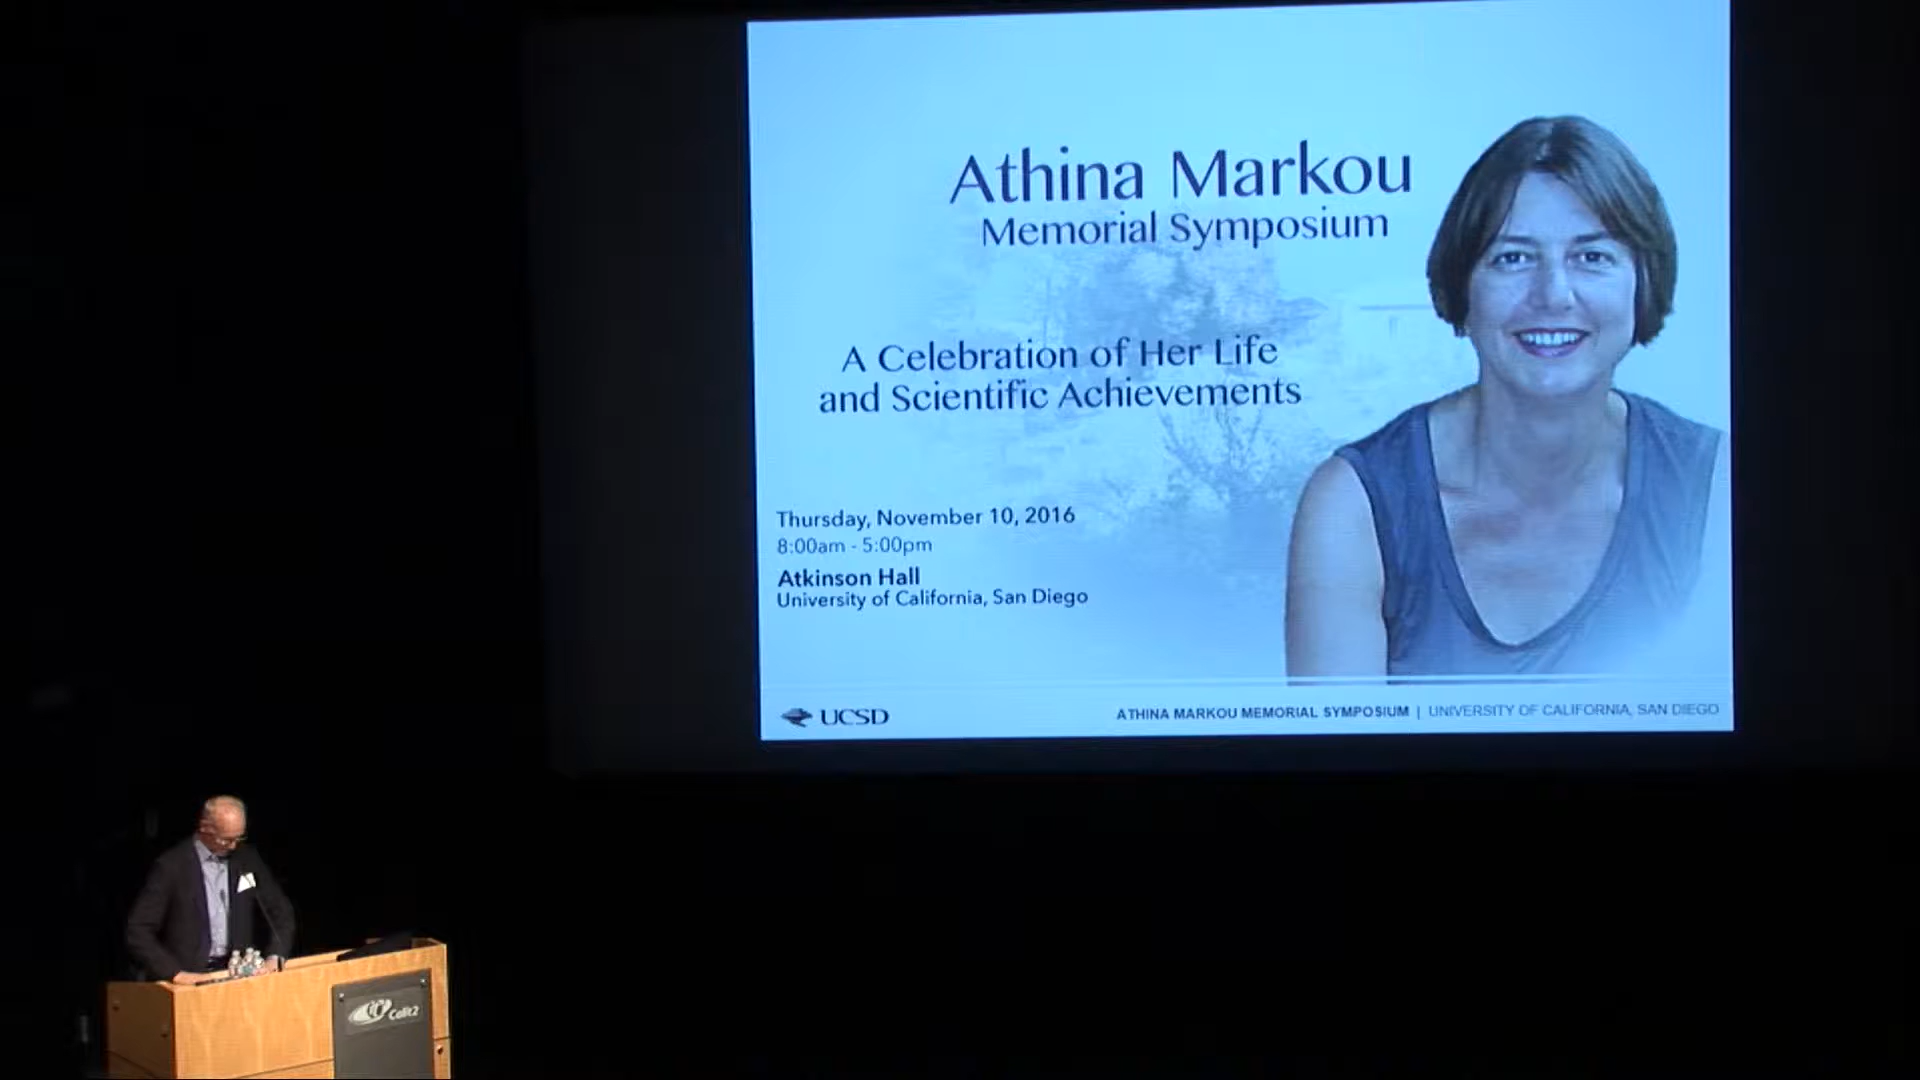 Athina Markou
Memorial Symposium
A Celebration of Her Life
and Scientific Achievements
Thursday, November 10, 2016
8:00am - 5:00pm
Atkinson Hall
University of California, San Diego
UCSD
ATHINA MARKOU MEMORIAL SYMPOSIUM | UNIVERSITY OF CALIFORNIA, SAN DIEGO
Calit2